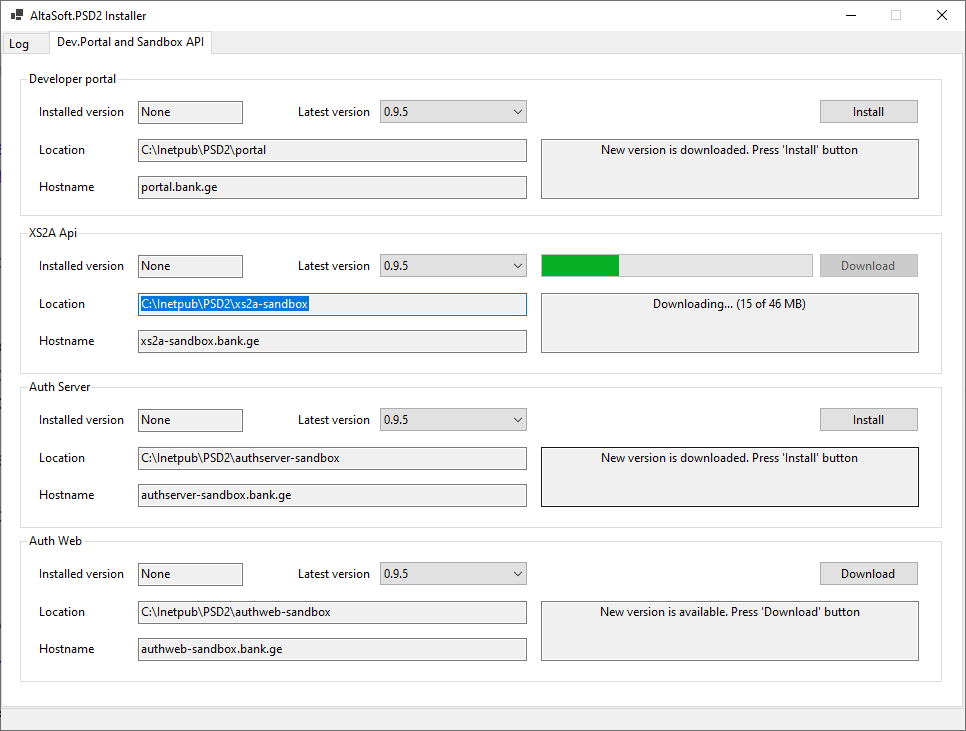 AltaSoft.PSD2 Installer
Log Dev.Portal and Sandbox API
Developer portal
Installed version None Latest version 0.9.5 Install
Location C:\Inetpub\PSD2\portal New version is downloaded. Press 'Install' button
Hostname portal.bank.ge
XS2A Api
Installed version None Latest version 0.9.5 Download
Location C:\Inetpub\PSD2\xs2a-sandbox Downloading... (15 of 46 MB)
Hostname xs2a-sandbox.bank.ge
Auth Server
Installed version None Latest version 0.9.5 Install
Location C:\Inetpub\PSD2\authserver-sandbox New version is downloaded. Press 'Install' button
Hostname authserver-sandbox.bank.ge
Auth Web
Installed version None Latest version 0.9.5 Download
Location C:\Inetpub\PSD2\authweb-sandbox New version is available. Press 'Download' button
Hostname authweb-sandbox.bank.ge